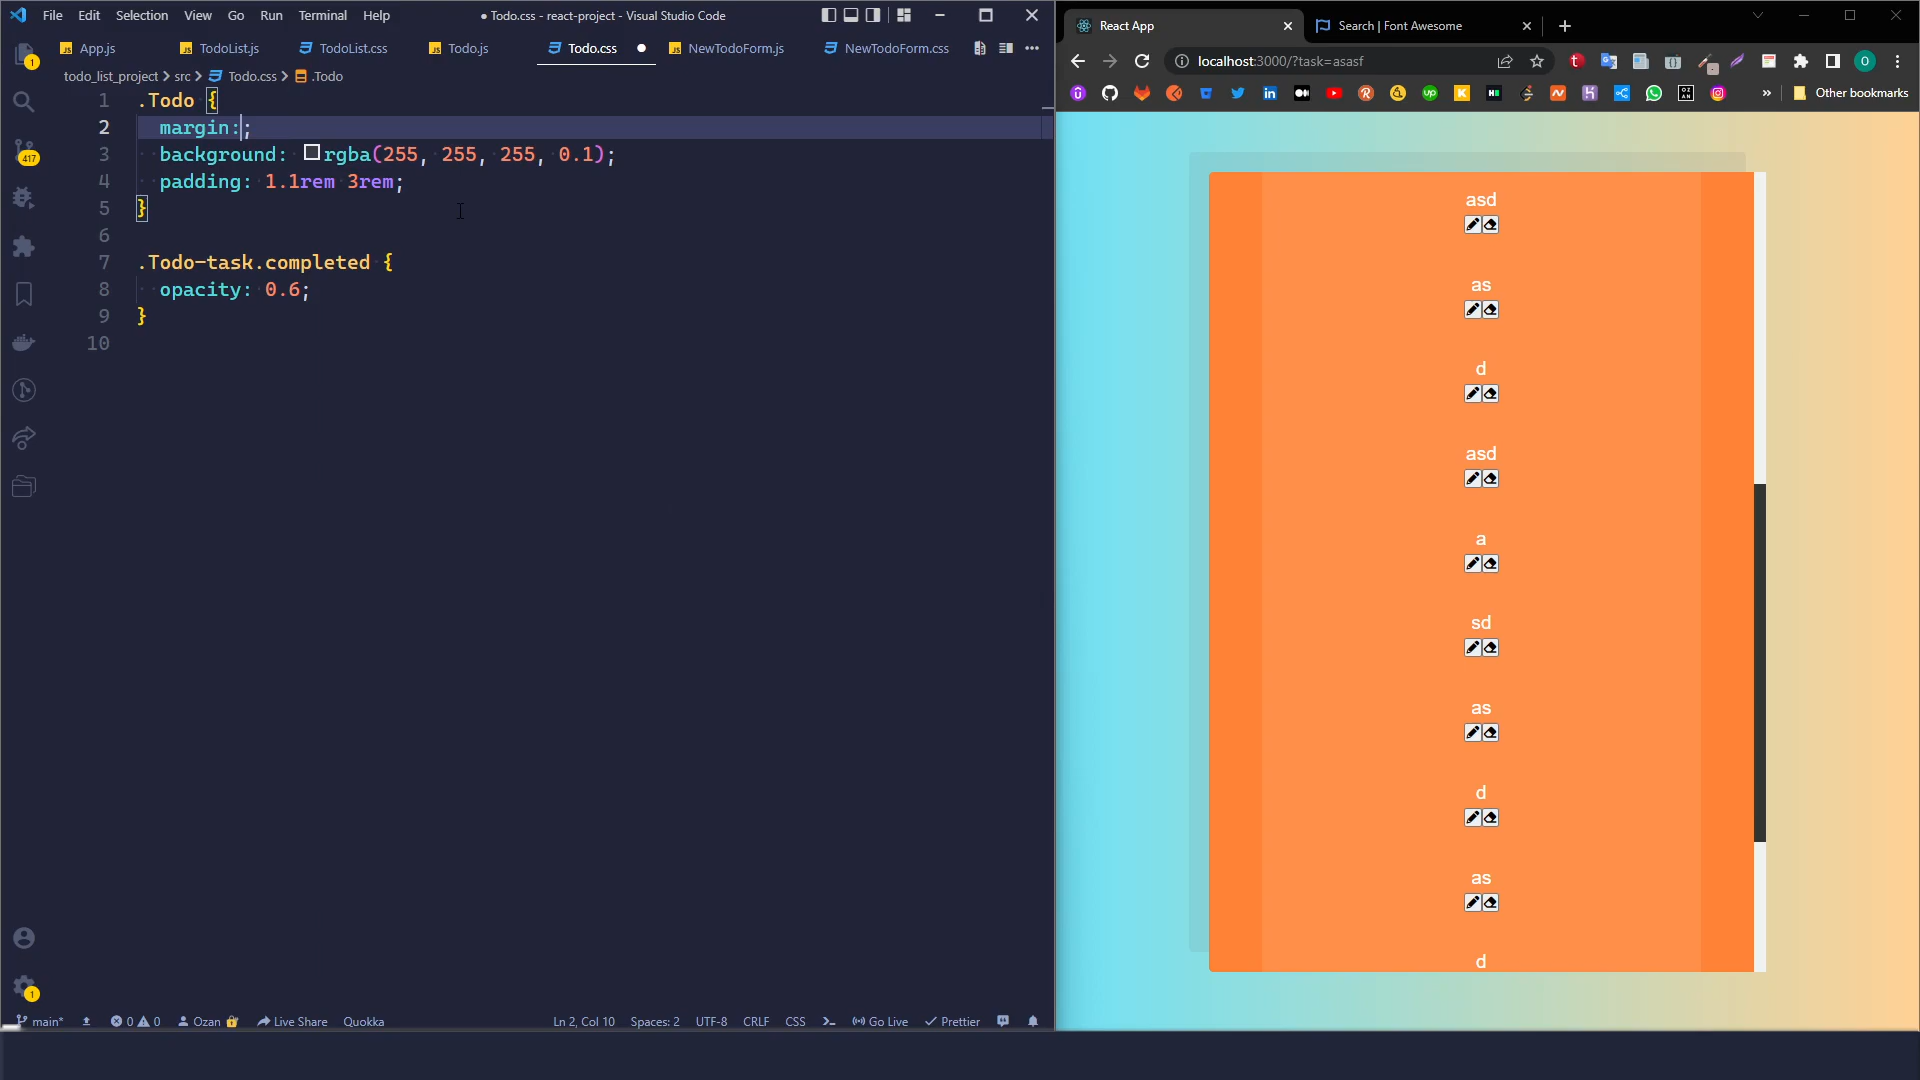 File Edit Selection View Go Run Terminal Help
● Todo.css - react-project - Visual Studio Code
App.js TodoList.js TodoList.css Todo.js Todo.css NewTodoForm.js NewTodoForm.css
todo_list_project > src > Todo.css > .Todo
1 .Todo {
2 margin:;
3 background: rgba(255, 255, 255, 0.1);
4 padding: 1.1rem 3rem;
5 }
6
7 .Todo-task.completed {
8 opacity: 0.6;
9 }
10
1
417
1
main* 0 0 Ozan Live Share Quokka Ln 2, Col 10 Spaces: 2 UTF-8 CRLF CSS Go Live Prettier
React App
Search | Font Awesome
localhost:3000/?task=asasf
O
Other bookmarks
asd
as
d
asd
a
sd
as
d
as
d